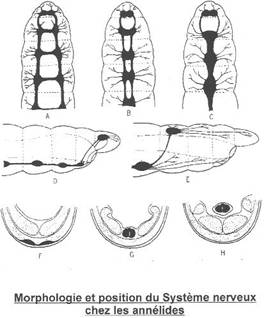 A B C
D E
F G H
Morphologie et position du Système nerveux
chez les annélides